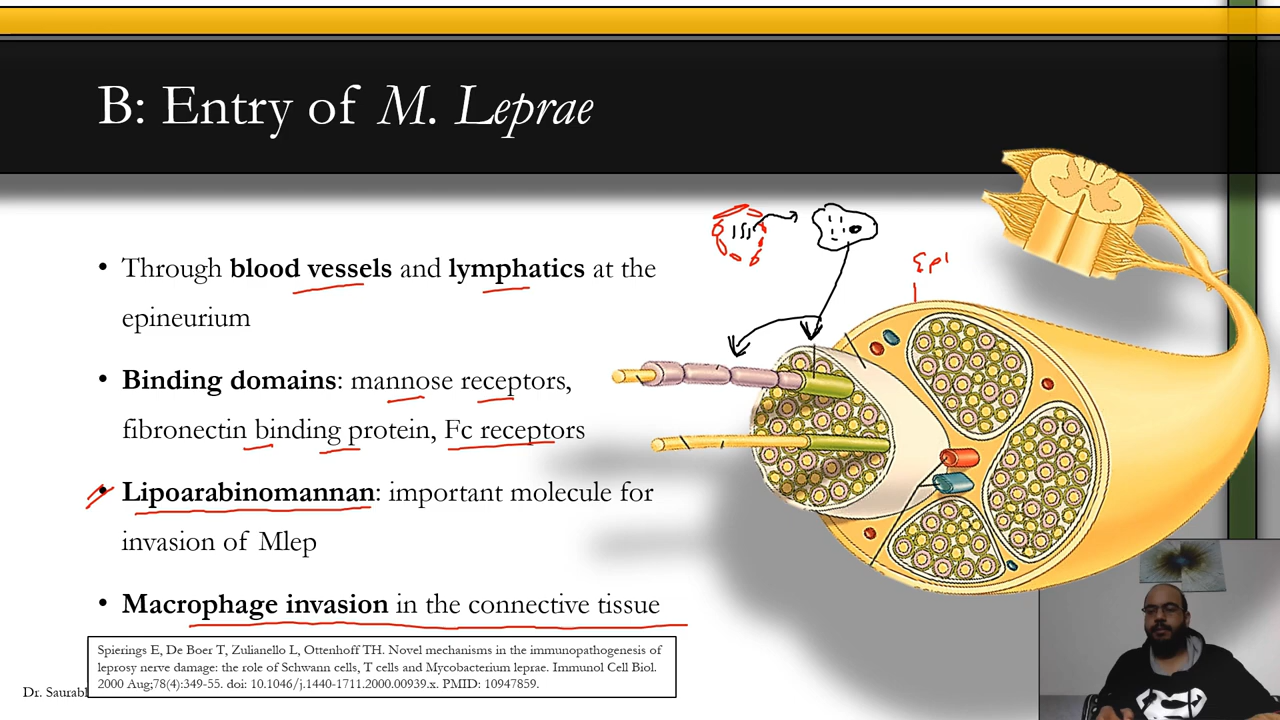 B: Entry of M. Leprae
Epi
• Through blood vessels and lymphatics at the
epineurium
• Binding domains: mannose receptors,
fibronectin binding protein, Fc receptors
• Lipoarabinomannan: important molecule for
invasion of Mlep
• Macrophage invasion in the connective tissue
Spierings E, De Boer T, Zulianello L, Ottenhoff TH. Novel mechanisms in the immunopathogenesis of
leprosy nerve damage: the role of Schwann cells, T cells and Mycobacterium leprae. Immunol Cell Biol.
2000 Aug;78(4):349-55. doi: 10.1046/j.1440-1711.2000.00939.x. PMID: 10947859.
Dr.